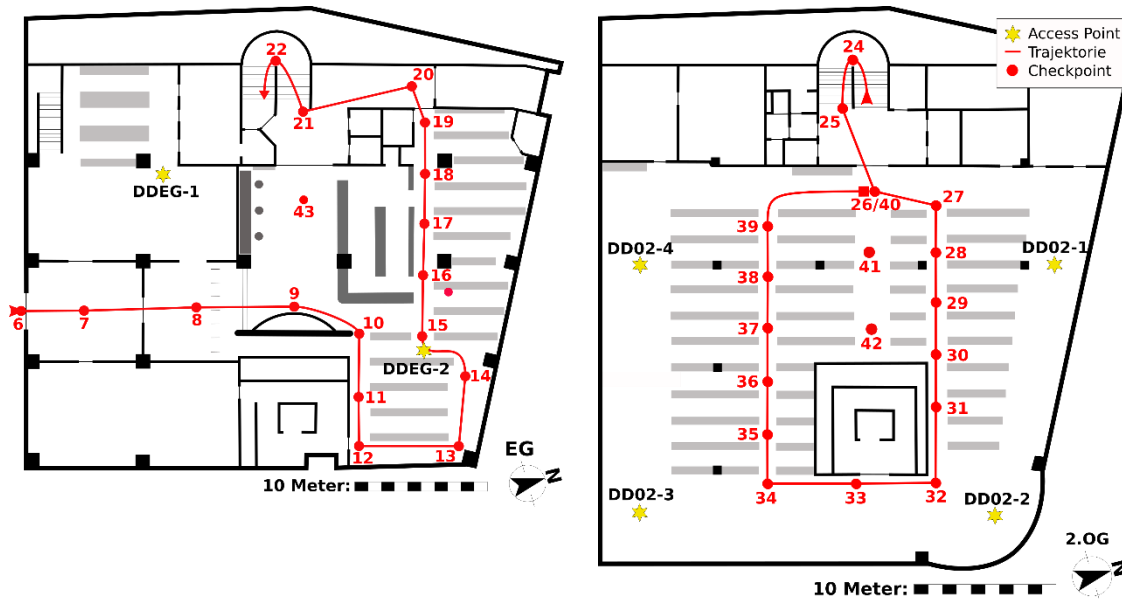 22
20
19
21
18
DDEG-1
43
17
16
9
6
7
8
10
15
DDEG-2
14
11
12
13
EG
N
10 Meter:
24
Access Point
Trajektorie
Checkpoint
25
26/40
27
39
28
DD02-4
41
DD02-1
38
29
37
42
30
36
31
35
34
33
32
DD02-3
DD02-2
2.OG
N
10 Meter: